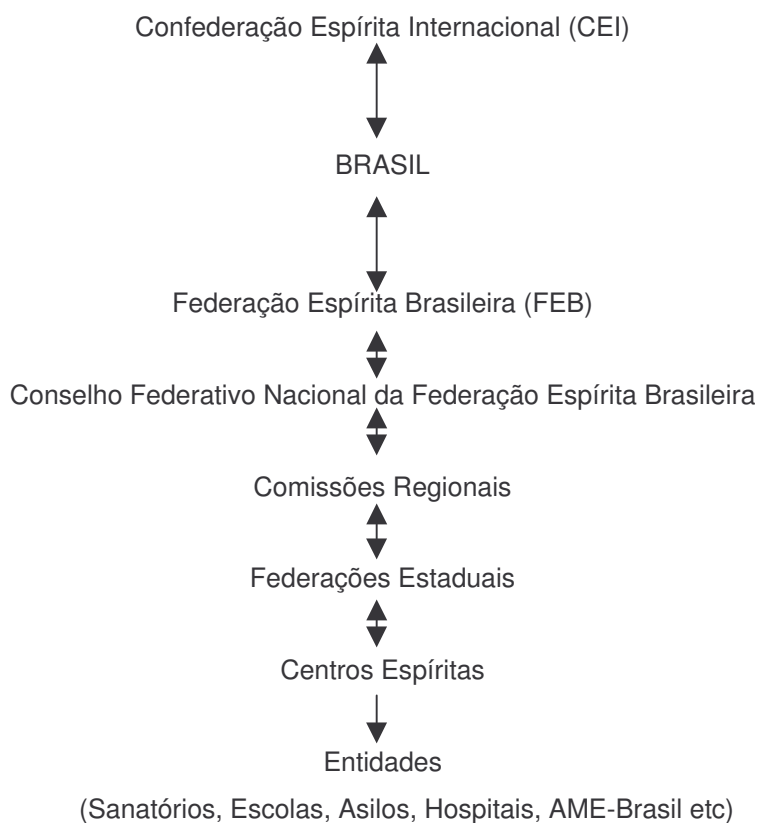 Confederação Espírita Internacional (CEI)
BRASIL
Federação Espírita Brasileira (FEB)
Conselho Federativo Nacional da Federação Espírita Brasileira
Comissões Regionais
Federações Estaduais
Centros Espíritas
Entidades
(Sanatórios, Escolas, Asilos, Hospitais, AME-Brasil etc)